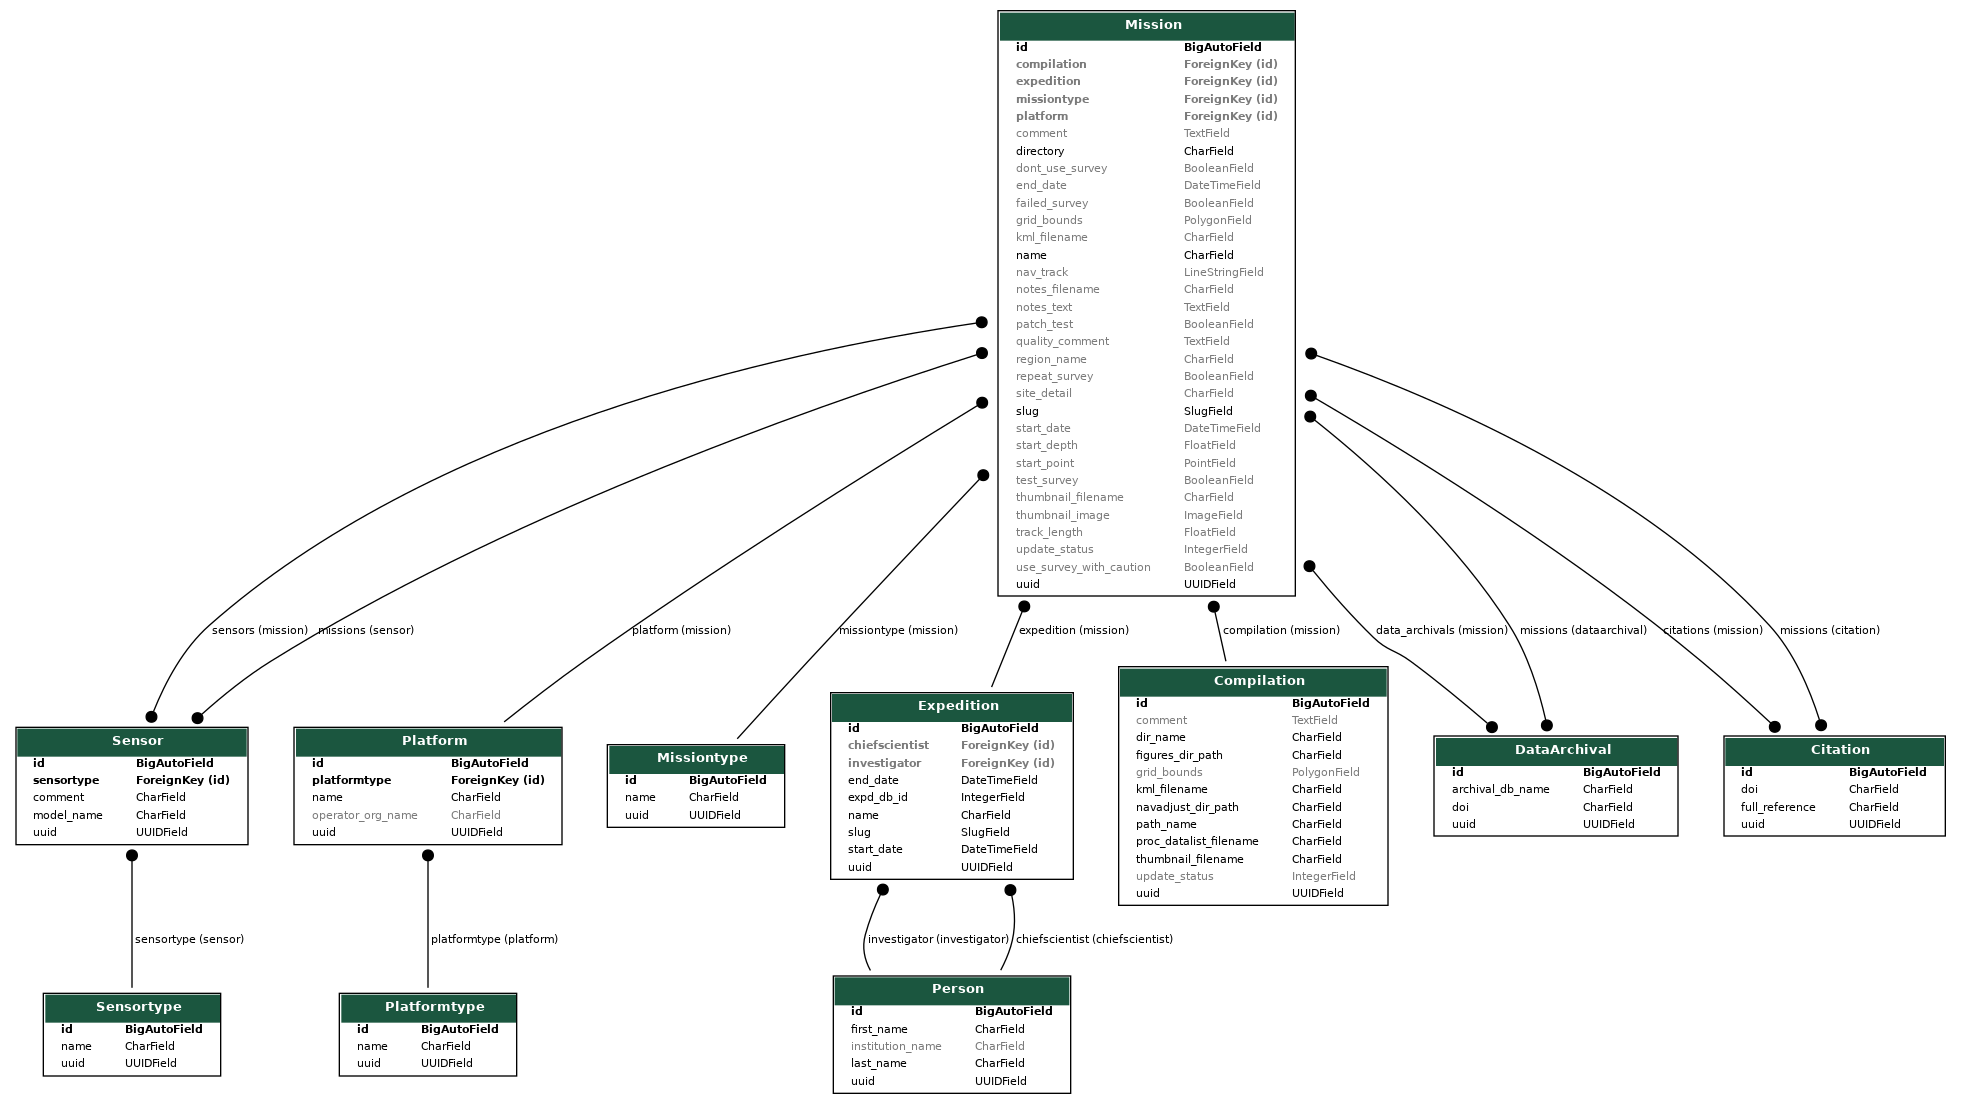 Mission
id BigAutoField
compilation ForeignKey (id)
expedition ForeignKey (id)
missiontype ForeignKey (id)
platform ForeignKey (id)
comment TextField
directory CharField
dont_use_survey BooleanField
end_date DateTimeField
failed_survey BooleanField
grid_bounds PolygonField
kml_filename CharField
name CharField
nav_track LineStringField
notes_filename CharField
notes_text TextField
patch_test BooleanField
quality_comment TextField
region_name CharField
repeat_survey BooleanField
site_detail CharField
slug SlugField
start_date DateTimeField
start_depth FloatField
start_point PointField
test_survey BooleanField
thumbnail_filename CharField
thumbnail_image ImageField
track_length FloatField
update_status IntegerField
use_survey_with_caution BooleanField
uuid UUIDField
sensors (mission)
missions (sensor)
platform (mission)
missiontype (mission)
expedition (mission)
compilation (mission)
data_archivals (mission)
missions (dataarchival)
citations (mission)
missions (citation)
Sensor
id BigAutoField
sensortype ForeignKey (id)
comment CharField
model_name CharField
uuid UUIDField
Platform
id BigAutoField
platformtype ForeignKey (id)
name CharField
operator_org_name CharField
uuid UUIDField
Missiontype
id BigAutoField
name CharField
uuid UUIDField
Expedition
id BigAutoField
chiefscientist ForeignKey (id)
investigator ForeignKey (id)
end_date DateTimeField
expd_db_id IntegerField
name CharField
slug SlugField
start_date DateTimeField
uuid UUIDField
Compilation
id BigAutoField
comment TextField
dir_name CharField
figures_dir_path CharField
grid_bounds PolygonField
kml_filename CharField
navadjust_dir_path CharField
path_name CharField
proc_datalist_filename CharField
thumbnail_filename CharField
update_status IntegerField
uuid UUIDField
DataArchival
id BigAutoField
archival_db_name CharField
doi CharField
uuid UUIDField
Citation
id BigAutoField
doi CharField
full_reference CharField
uuid UUIDField
sensortype (sensor)
platformtype (platform)
investigator (investigator)
chiefscientist (chiefscientist)
Sensortype
id BigAutoField
name CharField
uuid UUIDField
Platformtype
id BigAutoField
name CharField
uuid UUIDField
Person
id BigAutoField
first_name CharField
institution_name CharField
last_name CharField
uuid UUIDField